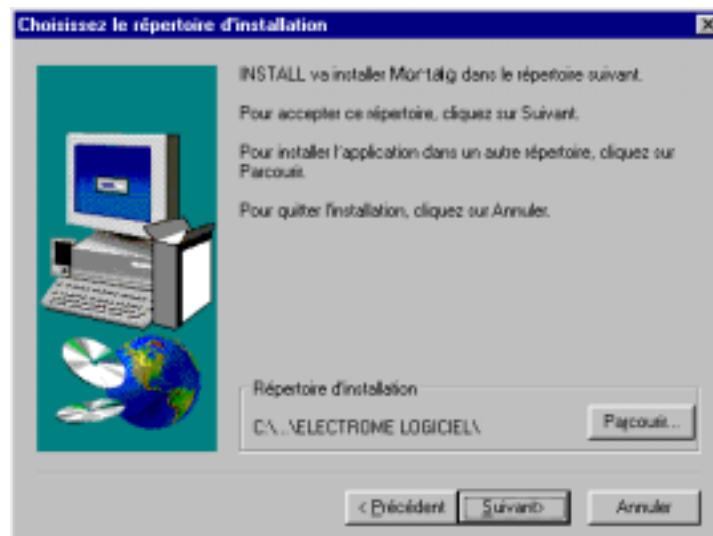 Choisissez le répertoire d'installation
INSTALL va installer Mor-talig dans le répertoire suivant.
Pour accepter ce répertoire, cliquez sur Suivant.
Pour installer l'application dans un autre répertoire, cliquez sur
Parcourir.
Pour quitter l'installation, cliquez sur Annuler.
Répertoire d'installation
C:\...\ELECTROME LOGICIEL\
Parcourir...
< Précédent
Suivant>
Annuler